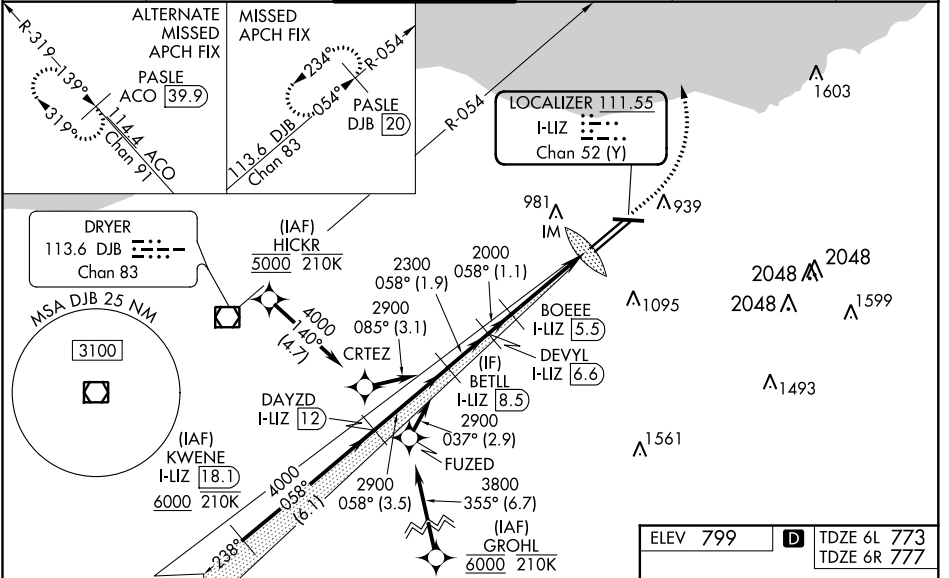 ALTERNATE
MISSED
APCH FIX
R-319
139°
319°
PASLE
ACO 39.9
114.4 ACO
Chan 91
MISSED
APCH FIX
234°
R-054
054°
PASLE
DJB 20
113.6 DJB
Chan 83
R-054
LOCALIZER 111.55
I-LIZ
Chan 52 (Y)
1603
981
IM
939
DRYER
113.6 DJB
Chan 83
(IAF)
HICKR
5000 210K
2300
058° (1.9)
2000
058° (1.1)
2048
2048
2048
1599
1095
MSA DJB 25 NM
3100
4000
140°
(4.7)
2900
085° (3.1)
CRTEZ
BOEEE
I-LIZ 5.5
DEVYL
I-LIZ 6.6
(IF)
BETLL
I-LIZ 8.5
1493
DAYZD
I-LIZ 12
2900
037° (2.9)
FUZED
1561
(IAF)
KWENE
I-LIZ 18.1
6000 210K
4000
058°
(6.1)
238°
2900
058° (3.5)
3800
355° (6.7)
(IAF)
GROHL
6000 210K
ELEV 799
D
TDZE 6L 773
TDZE 6R 777